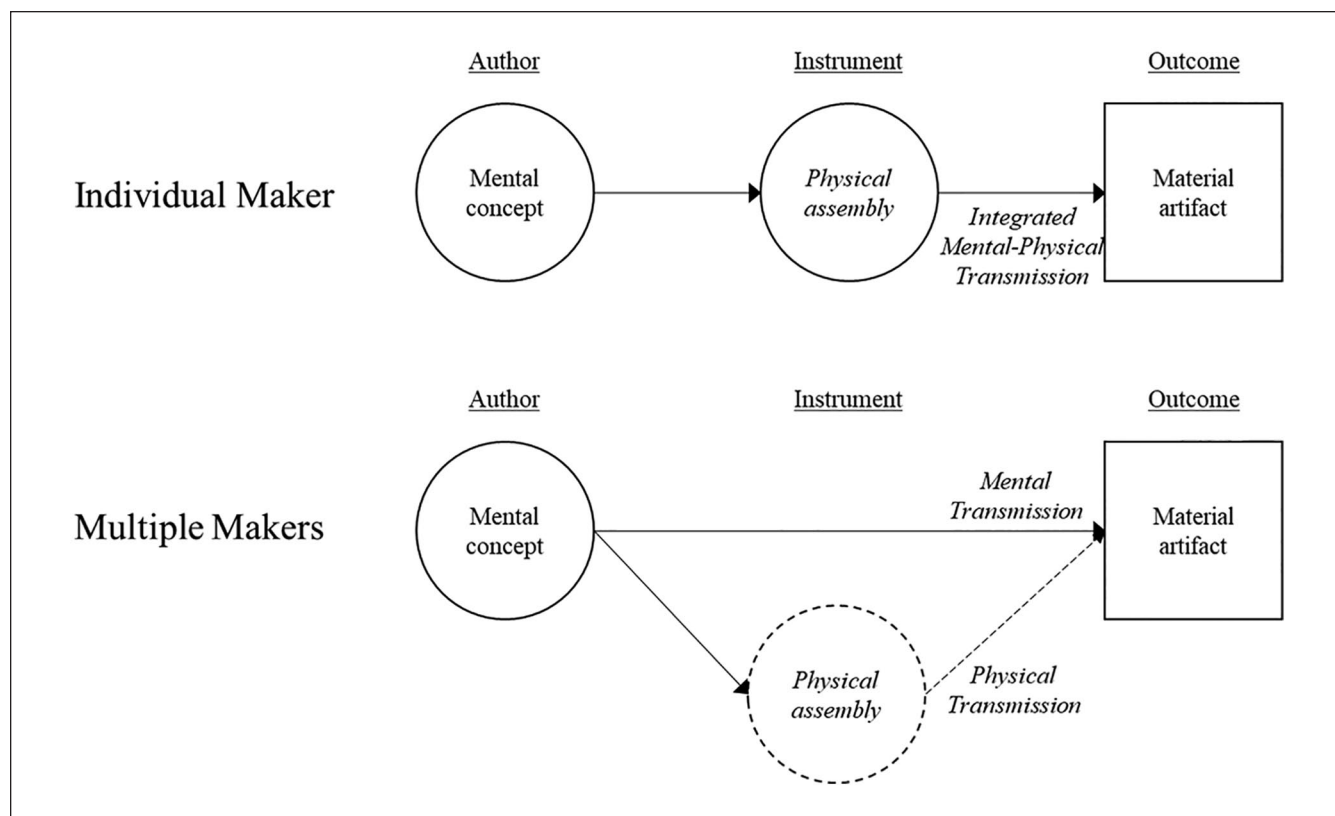 Author Instrument Outcome
Individual Maker
Mental
concept
Physical
assembly
Integrated
Mental-Physical
Transmission
Material
artifact
Author Instrument Outcome
Multiple Makers
Mental
concept
Mental
Transmission
Material
artifact
Physical
assembly
Physical
Transmission